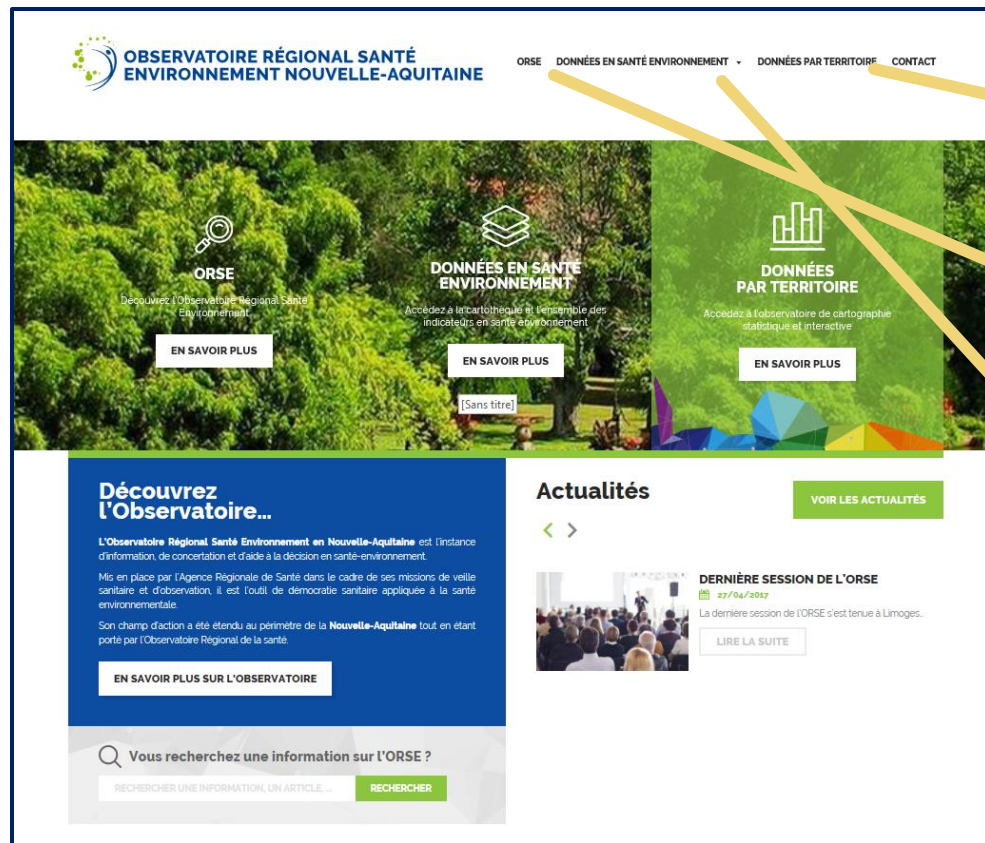 OBSERVATOIRE RÉGIONAL SANTÉ
ENVIRONNEMENT NOUVELLE-AQUITAINE
ORSE DONNÉES EN SANTÉ ENVIRONNEMENT DONNÉES PAR TERRITOIRE CONTACT
ORSE
Découvrez l'Observatoire Régional Santé
Environnement
EN SAVOIR PLUS
DONNÉES EN SANTÉ
ENVIRONNEMENT
Accédez à la cartothèque et l'ensemble des
indicateurs en santé environnement
EN SAVOIR PLUS
[Sans titre]
DONNÉES
PAR TERRITOIRE
Accédez à l'observatoire de cartographie
statistique et interactive
EN SAVOIR PLUS
Découvrez
l'Observatoire...
L'Observatoire Régional Santé Environnement en Nouvelle-Aquitaine est l'instance
d'information, de concertation et d'aide à la décision en santé-environnement.
Mis en place par l'Agence Régionale de Santé dans le cadre de ses missions de veille
sanitaire et d'observation, il est l'outil de démocratie sanitaire appliquée à la santé
environnementale.
Son champ d'action a été étendu au périmètre de la Nouvelle-Aquitaine tout en étant
porté par l'Observatoire Régional de la santé.
EN SAVOIR PLUS SUR L'OBSERVATOIRE
Vous recherchez une information sur l'ORSE ?
RECHERCHER UNE INFORMATION, UN ARTICLE, ...
RECHERCHER
Actualités
VOIR LES ACTUALITÉS
DERNIÈRE SESSION DE L'ORSE
27/04/2017
La dernière session de l'ORSE s'est tenue à Limoges..
LIRE LA SUITE